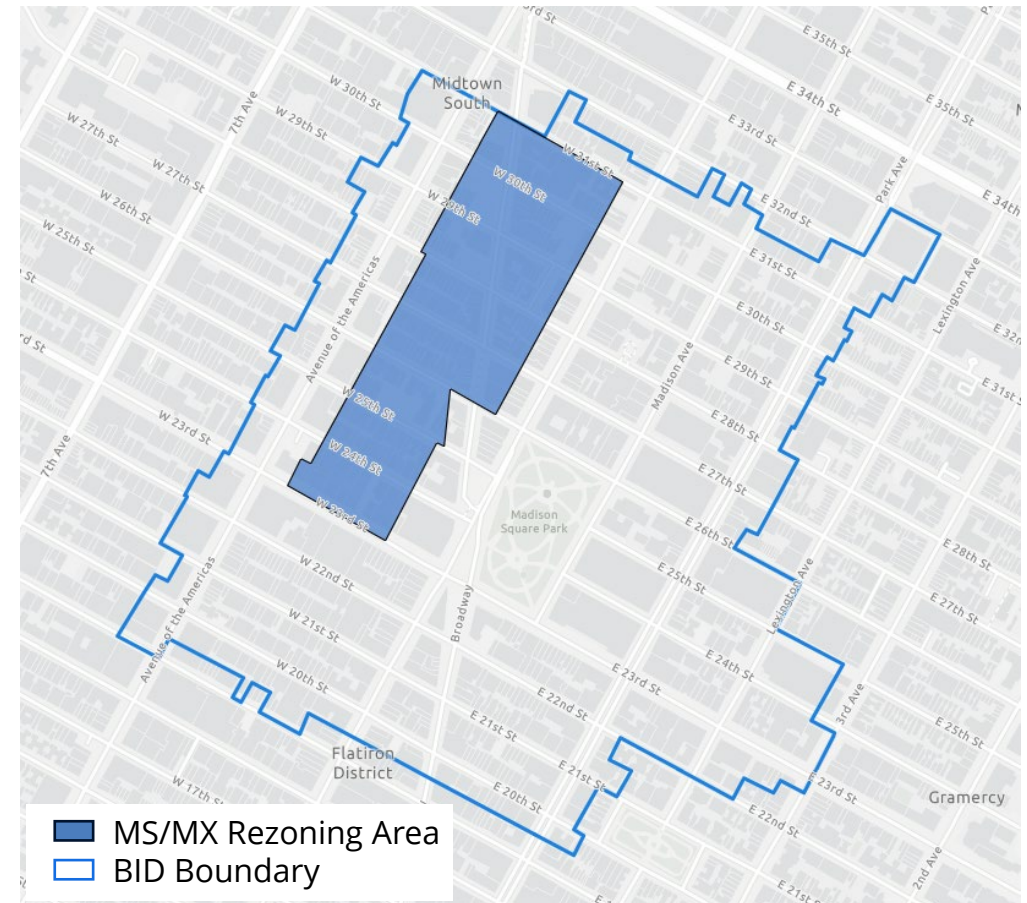 E 35th St
Midtown
South
W 30th St
7th Ave
E 34th St
E 35th St
W 29th St
W 27th St
E 33rd St
W 31st St
W 28th St
W 27th St
W 30th St
Park Ave
E 34th St
W 26th St
W 29th St
E 32nd St
W 25th St
E 31st St
Lexington Ave
Avenue of the Americas
E 30th St
E 29th St
E 31st S
Madison Ave
W 25th St
W 23rd St
E 28th St
7th Ave
W 24th St
E 27th St
Madison
Square Park
W 23rd St
E 26th St
E 28th St
W 22nd St
E 25th St
E 27th St
Lexington Ave
W 21st St
Broadway
Avenue of the Americas
E 24th St
W 20th St
E 23rd St
E 22nd St
3rd Ave
E 25th St
E 21st St
Flatiron
District
E 21st St
E 23rd St
W 17th St
E 20th St
E 22nd St
Gramercy
2nd Ave
E 21st S
MS/MX Rezoning Area
BID Boundary